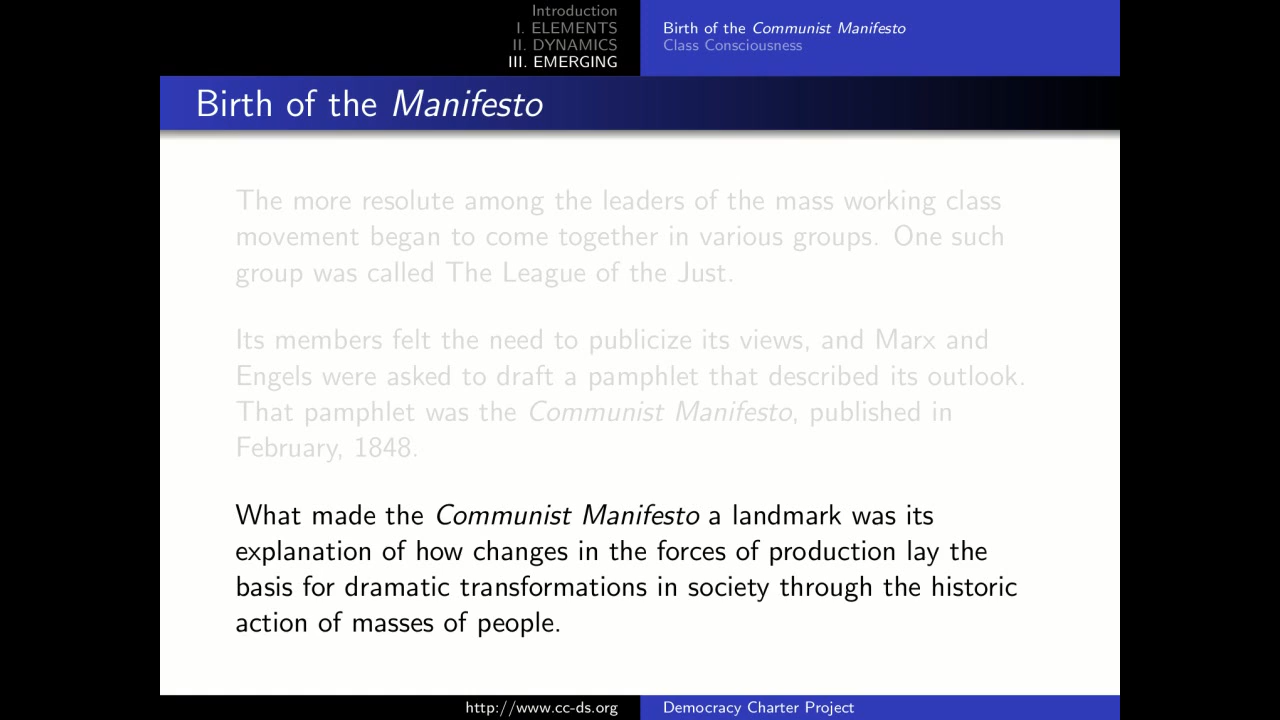 Introduction
I. ELEMENTS
II. DYNAMICS
III. EMERGING
Birth of the Communist Manifesto
Class Consciousness
Birth of the Manifesto
The more resolute among the leaders of the mass working class
movement began to come together in various groups. One such
group was called The League of the Just.
Its members felt the need to publicize its views, and Marx and
Engels were asked to draft a pamphlet that described its outlook.
That pamphlet was the Communist Manifesto, published in
February, 1848.
What made the Communist Manifesto a landmark was its
explanation of how changes in the forces of production lay the
basis for dramatic transformations in society through the historic
action of masses of people.
http://www.cc-ds.org
Democracy Charter Project